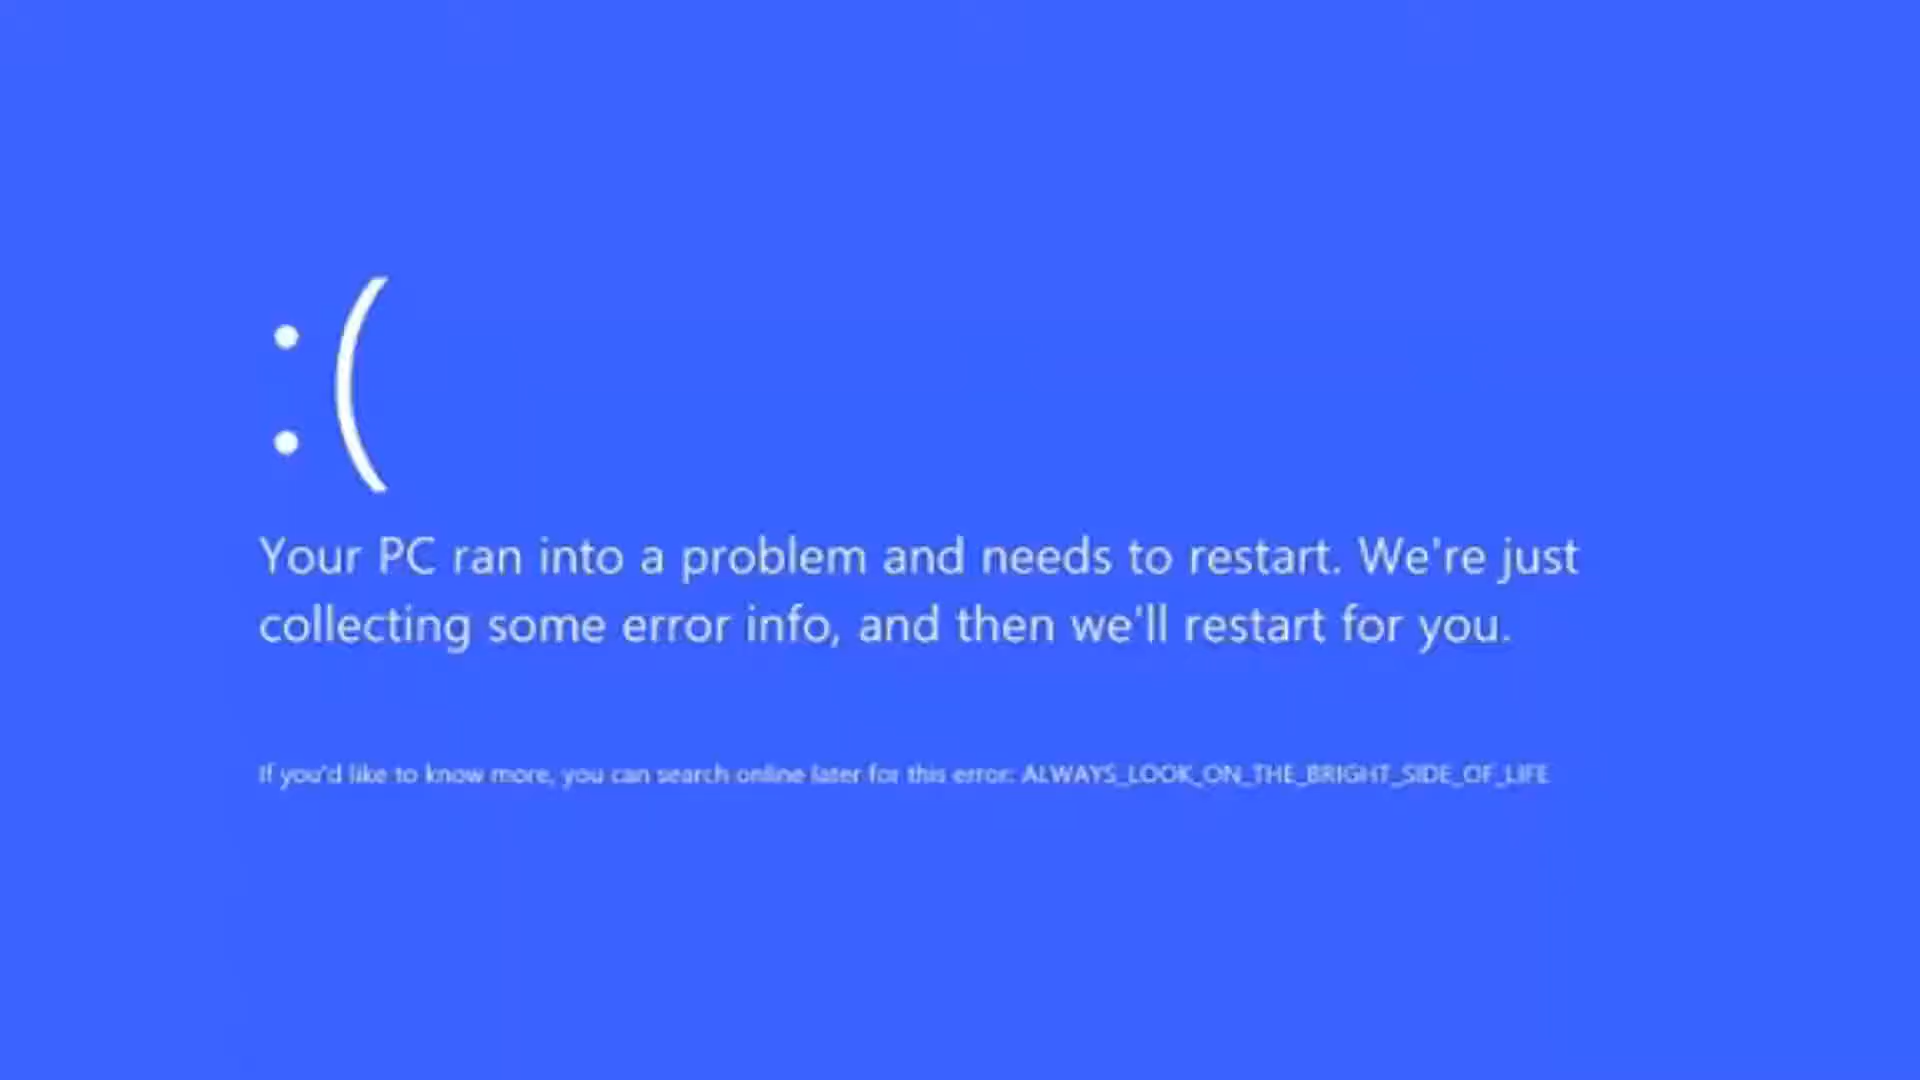 :(
Your PC ran into a problem and needs to restart. We're just
collecting some error info, and then we'll restart for you.
If you'd like to know more, you can search online later for this error: ALWAYS_LOOK_ON_THE_BRIGHT_SIDE_OF_LIFE